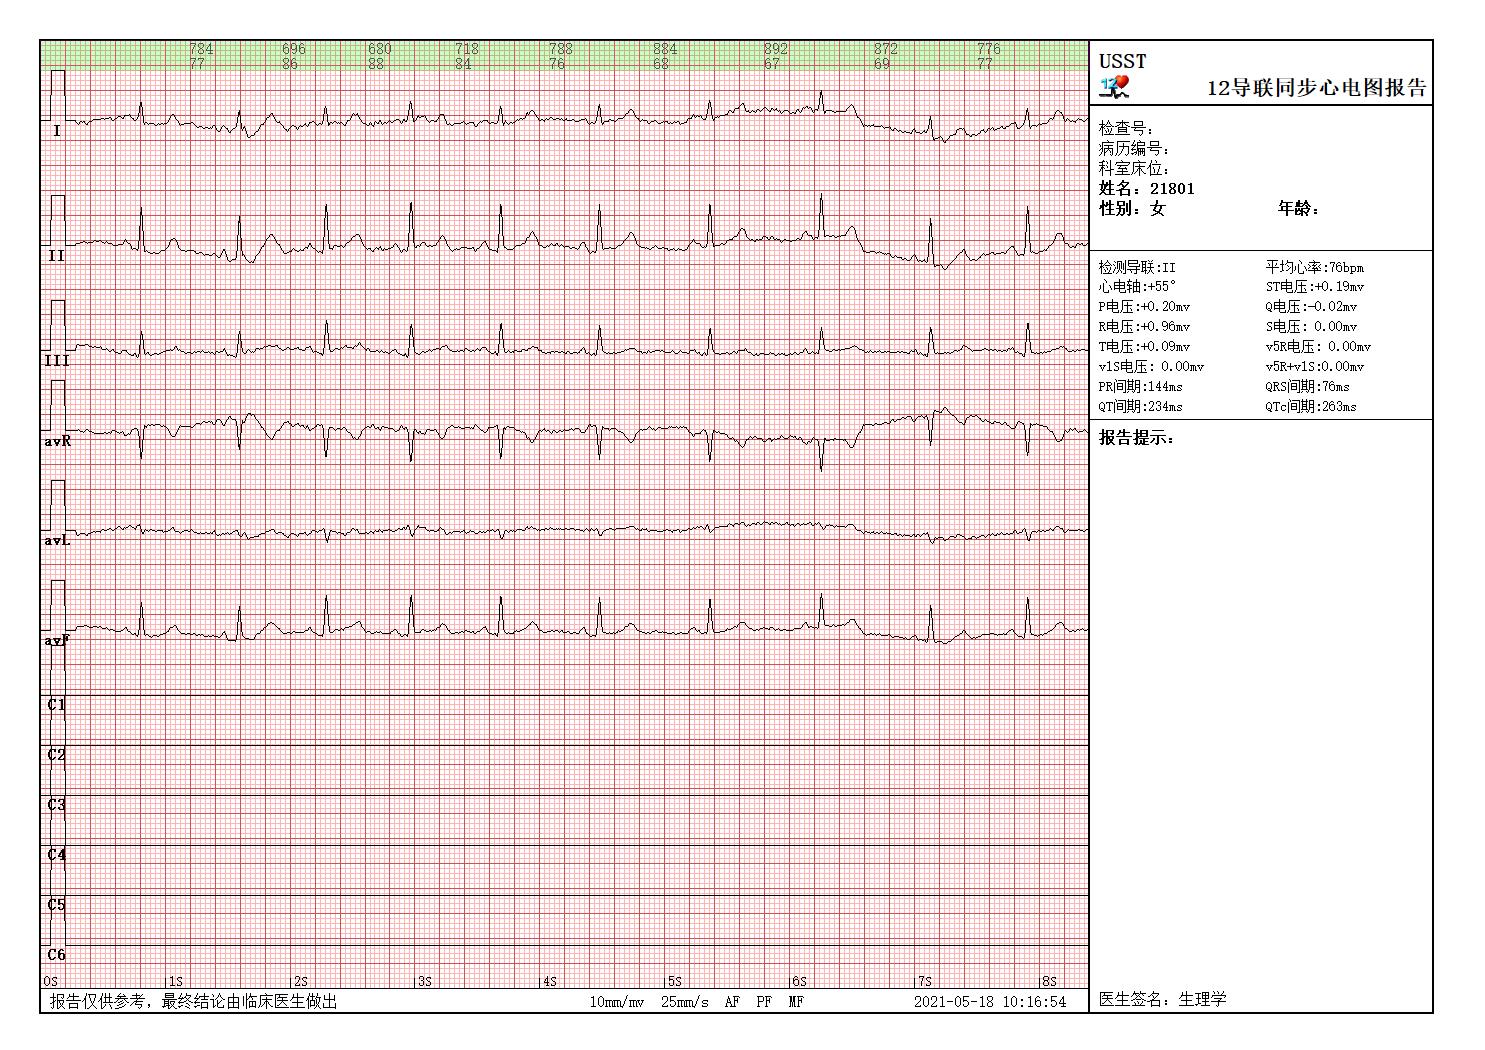 784 696 680 718 788 884 892 872 776
77 86 88 84 76 68 67 69 77
I
II
III
avR
avL
avF
C1
C2
C3
C4
C5
C6
0S 1S 2S 3S 4S 5S 6S 7S 8S
报告仅供参考，最终结论由临床医生做出 10mm/mv 25mm/s AF PF MF 2021-05-18 10:16:54
USST
12
12导联同步心电图报告
检查号：
病历编号：
科室床位：
姓名：21801
性别：女 年龄：
检测导联:II 平均心率:76bpm
心电轴:+55° ST电压:+0.19mv
P电压:+0.20mv Q电压:-0.02mv
R电压:+0.96mv S电压: 0.00mv
T电压:+0.09mv v5R电压: 0.00mv
v1S电压: 0.00mv v5R+v1S:0.00mv
PR间期:144ms QRS间期:76ms
QT间期:234ms QTc间期:263ms
报告提示：
医生签名：生理学